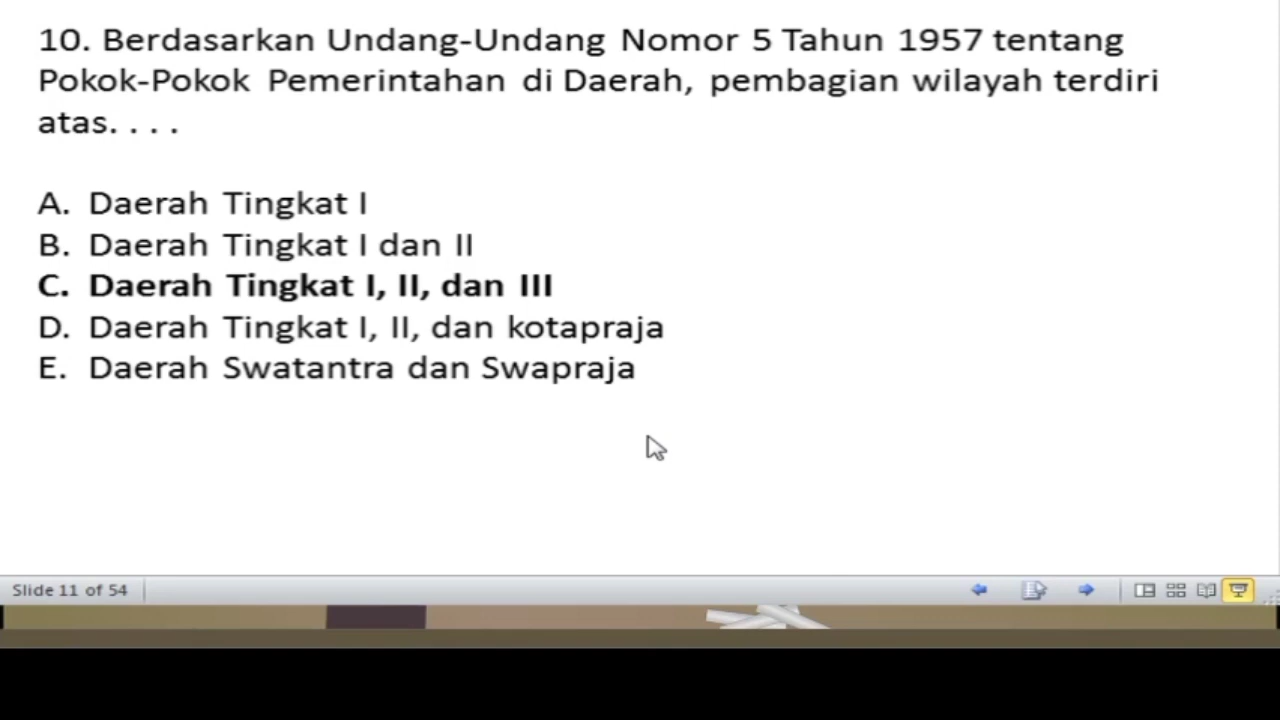 10. Berdasarkan Undang-Undang Nomor 5 Tahun 1957 tentang
Pokok-Pokok Pemerintahan di Daerah, pembagian wilayah terdiri
atas. . . .
A. Daerah Tingkat I
B. Daerah Tingkat I dan II
C. Daerah Tingkat I, II, dan III
D. Daerah Tingkat I, II, dan kotapraja
E. Daerah Swatantra dan Swapraja
Slide 11 of 54